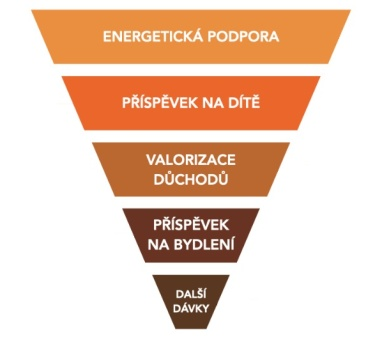 ENERGETICKÁ PODPORA
PŘÍSPĚVEK NA DÍTĚ
VALORIZACE
DŮCHODŮ
PŘÍSPĚVEK
NA BYDLENÍ
DALŠÍ
DÁVKY